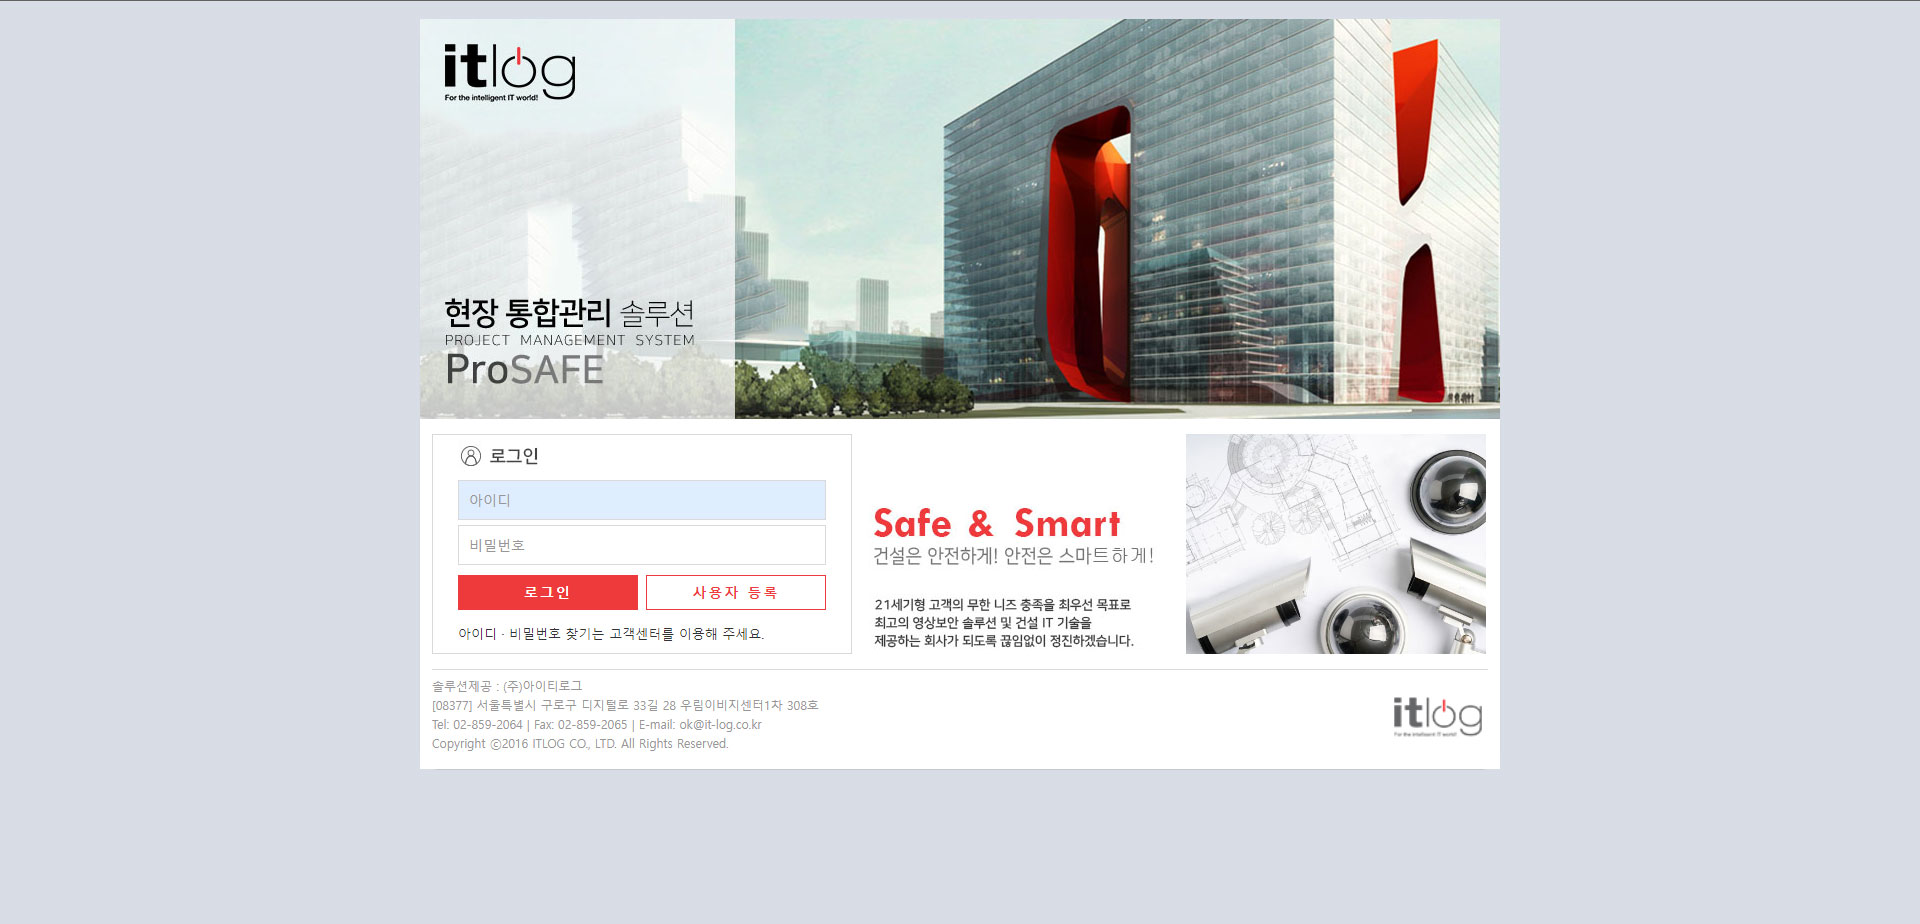 itlog
For the intelligent IT world!
현장 통합관리 솔루션
PROJECT MANAGEMENT SYSTEM
ProSAFE
로그인
아이디
비밀번호
로그인
사용자 등록
아이디 · 비밀번호 찾기는 고객센터를 이용해 주세요.
Safe & Smart
건설은 안전하게! 안전은 스마트하게!
21세기형 고객의 무한 니즈 충족을 최우선 목표로
최고의 영상보안 솔루션 및 건설 IT 기술을
제공하는 회사가 되도록 끊임없이 정진하겠습니다.
솔루션제공 : (주)아이티로그
[08377] 서울특별시 구로구 디지털로 33길 28 우림이비지센터1차 308호
Tel: 02-859-2064 | Fax: 02-859-2065 | E-mail: ok@it-log.co.kr
Copyright ⓒ2016 ITLOG CO., LTD. All Rights Reserved.
itlog
For the intelligent IT world!